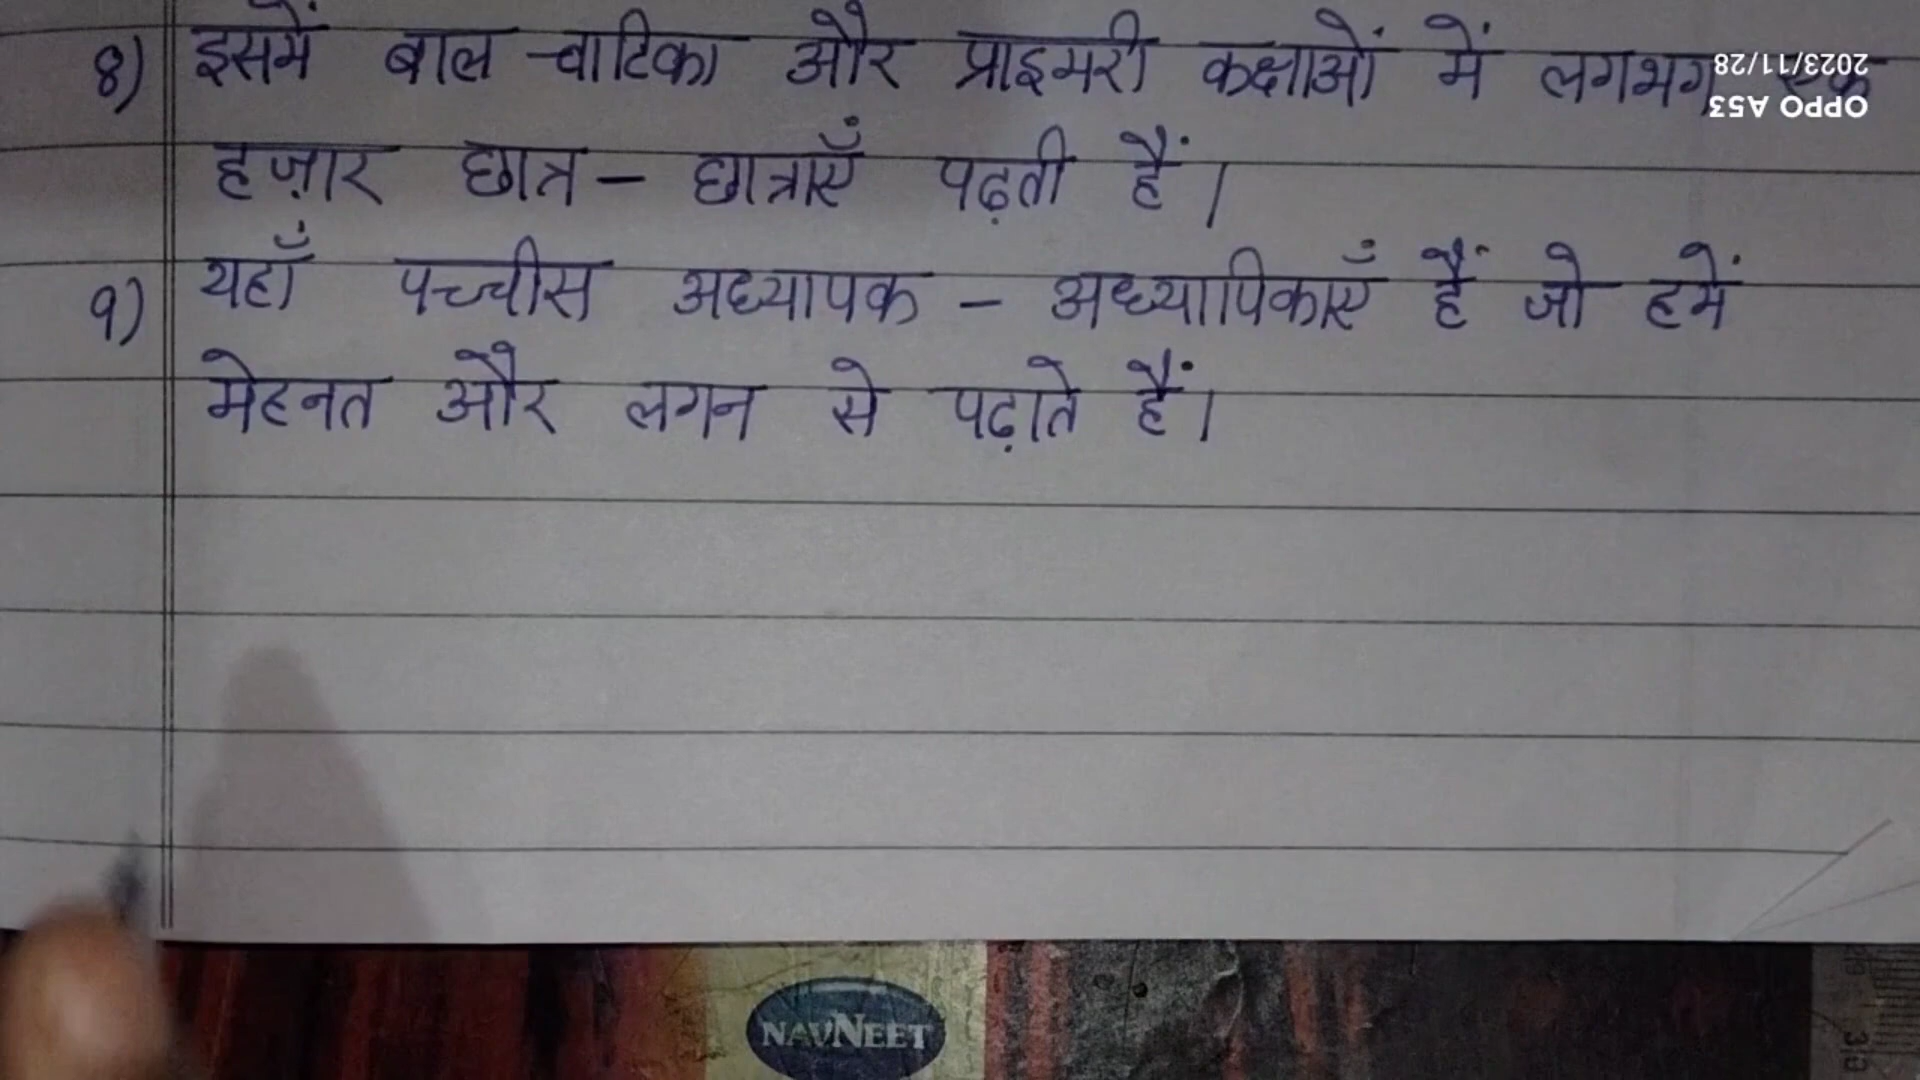 8) इसमें बाल-वाटिका और प्राइमरी कक्षाओं में लगभग एक
हज़ार छात्र - छात्राएँ पढ़ती हैं।
9) यहाँ पच्चीस अध्यापक - अध्यापिकाएँ हैं जो हमें
मेहनत और लगन से पढ़ाते हैं।
2023/11/28
OPPO A53
NAVNEET